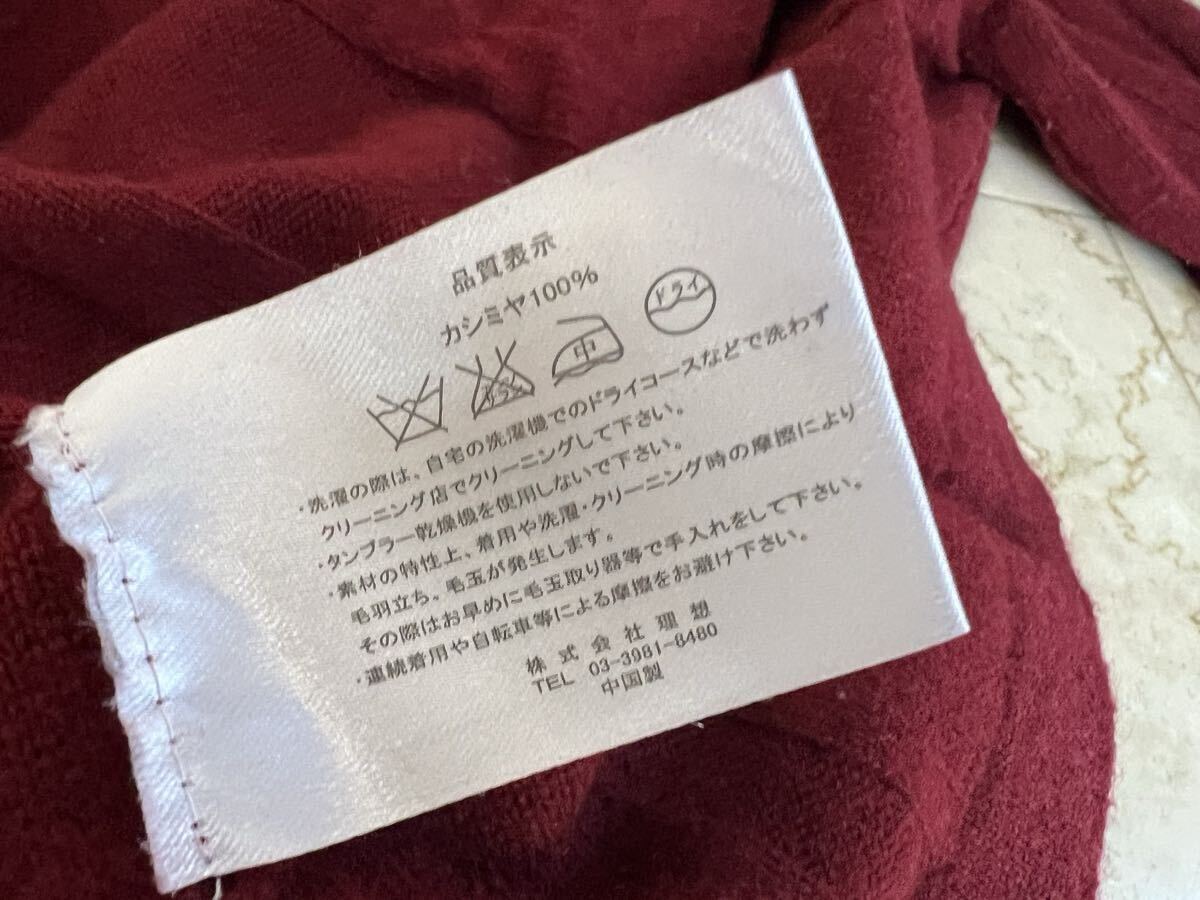 品質表示
カシミヤ100%
エンソ
サラシ
中
ドライ
・洗濯の際は、自宅の洗濯機でのドライコースなどで洗わず
クリーニング店でクリーニングして下さい。
・タンブラー乾燥機を使用しないで下さい。
・素材の特性上、着用や洗濯・クリーニング時の摩擦により
毛羽立ち、毛玉が発生します。
その際はお早めに毛玉取り器等で手入れをして下さい。
・連続着用や自転車等による摩擦をお避け下さい。
株式会社理想
TEL 03-3981-8480
中国製